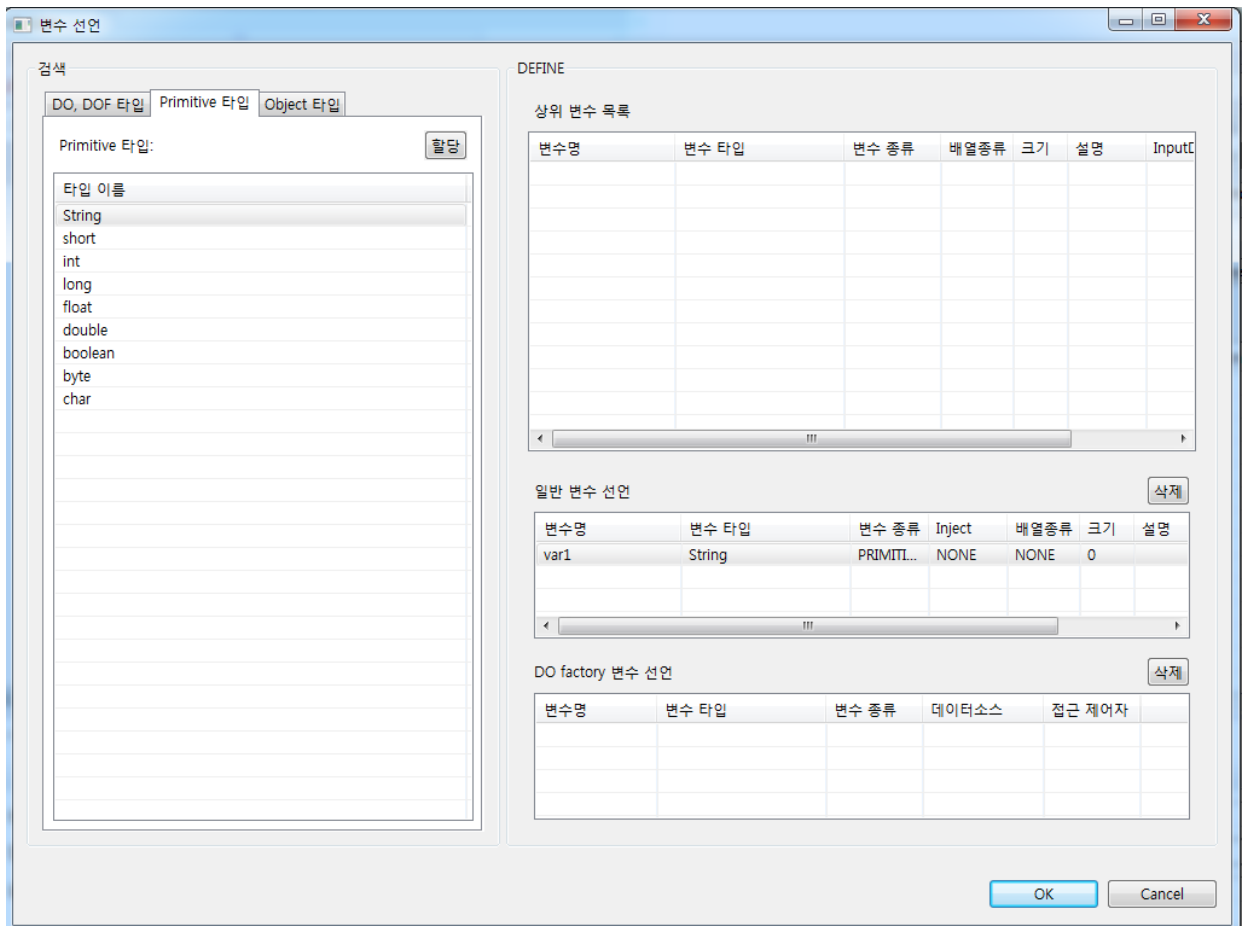 변수 선언
검색
DO, DOF 타입 Primitive 타입 Object 타입
Primitive 타입: 할당
타입 이름
String
short
int
long
float
double
boolean
byte
char
DEFINE
상위 변수 목록
변수명 변수 타입 변수 종류 배열종류 크기 설명 Input
일반 변수 선언 삭제
변수명 변수 타입 변수 종류 Inject 배열종류 크기 설명
var1 String PRIMITI... NONE NONE 0
DO factory 변수 선언 삭제
변수명 변수 타입 변수 종류 데이터소스 접근 제어자
OK Cancel